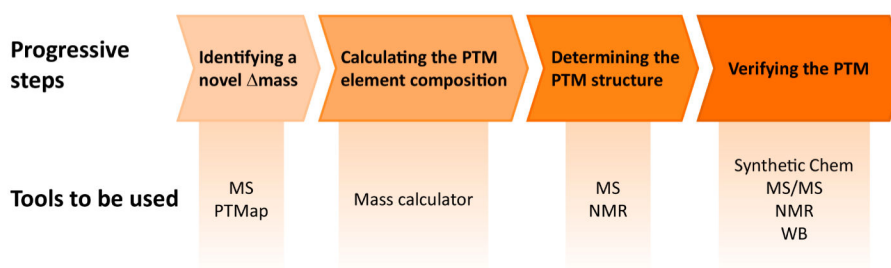 Progressive
steps
Identifying a
novel Δmass
Calculating the PTM
element composition
Determining the
PTM structure
Verifying the PTM
Tools to be used
MS
PTMap
Mass calculator
MS
NMR
Synthetic Chem
MS/MS
NMR
WB